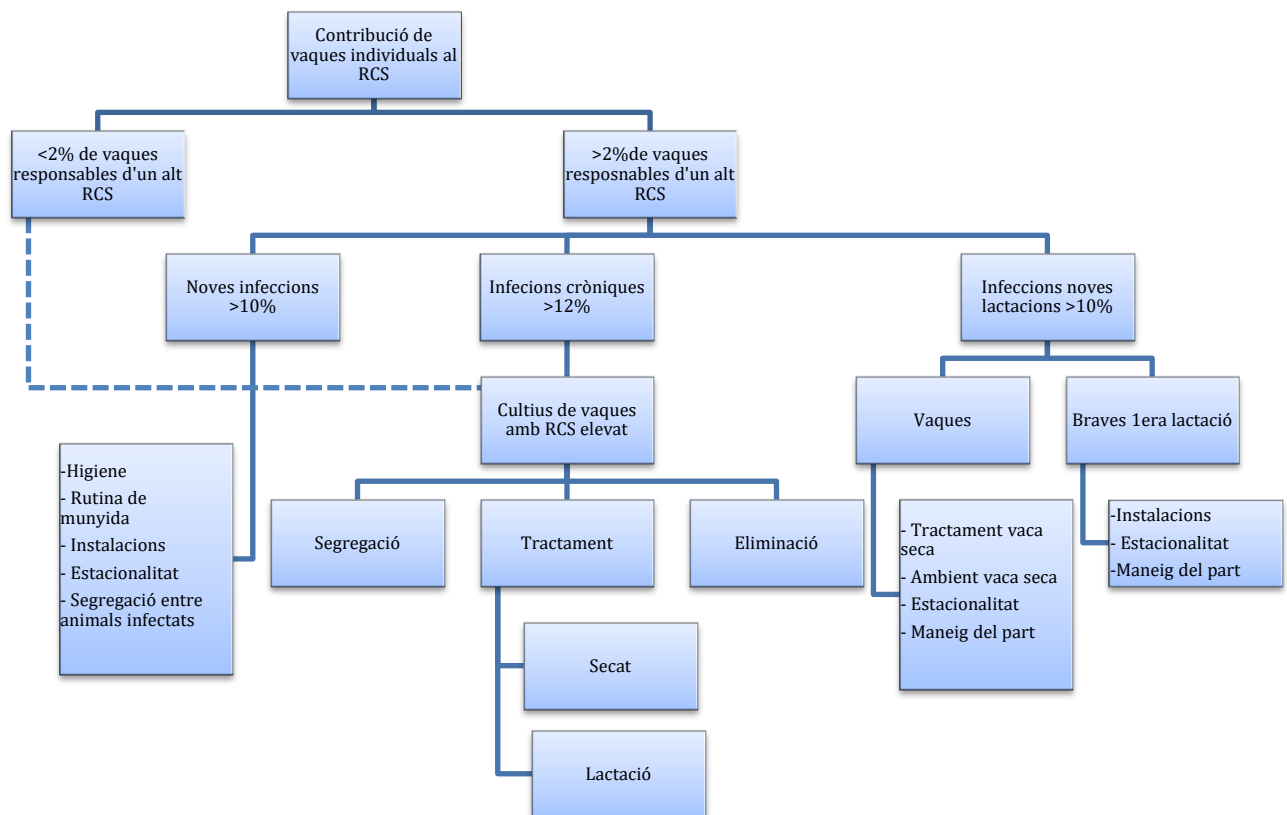 Contribució de
vaques individuals al
RCS
<2% de vaques
responsables d'un alt
RCS
>2%de vaques
resposnables d'un alt
RCS
Noves infeccions
>10%
Infecions cròniques
>12%
Infeccions noves
lactacions >10%
Cultius de vaques
amb RCS elevat
Vaques
Braves 1era lactació
-Higiene
- Rutina de
munyida
- Instalacions
- Estacionalitat
- Segregació entre
animals infectats
Segregació
Tractament
Eliminació
- Tractament vaca
seca
- Ambient vaca seca
- Estacionalitat
- Maneig del part
-Instalacions
- Estacionalitat
-Maneig del part
Secat
Lactació